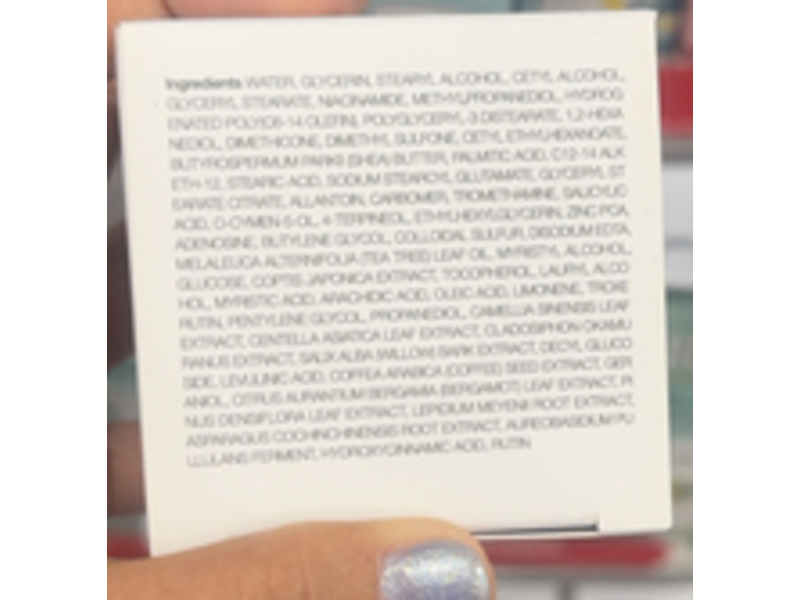 Ingredients WATER, GLYCERIN, STEARYL ALCOHOL, CETYL ALCOHOL,
GLYCERYL STEARATE, NIACINAMIDE, METHYLPROPANEDIOL, HYDROG
ENATED POLY(C6-14 OLEFIN), POLYGLYCERYL-3 DISTEARATE, 1,2-HEXA
NEDIOL, DIMETHICONE, DIMETHYL SULFONE, CETYL ETHYLHEXANOATE,
BUTYROSPERMUM PARKII (SHEA) BUTTER, PALMITIC ACID, C12-14 ALK
ETH-12, STEARIC ACID, SODIUM STEAROYL GLUTAMATE, GLYCERYL ST
EARATE CITRATE, ALLANTOIN, CARBOMER, TROMETHAMINE, SALICYLIC
ACID, O-CYMEN-5-OL, 4-TERPINEOL, ETHYLHEXYLGLYCERIN, ZINC PCA,
ADENOSINE, BUTYLENE GLYCOL, COLLOIDAL SULFUR, DISODIUM EDTA,
MELALEUCA ALTERNIFOLIA (TEA TREE) LEAF OIL, MYRISTYL ALCOHOL,
GLUCOSE, COPTIS JAPONICA EXTRACT, TOCOPHEROL, LAURYL ALCO
HOL, MYRISTIC ACID, ARACHIDIC ACID, OLEIC ACID, LIMONENE, TROXE
RUTIN, PENTYLENE GLYCOL, PROPANEDIOL, CAMELLIA SINENSIS LEAF
EXTRACT, CENTELLA ASIATICA LEAF EXTRACT, CLADOSIPHON OKAMU
RANUS EXTRACT, SALIX ALBA (WILLOW) BARK EXTRACT, DECYL GLUCO
SIDE, LEVULINIC ACID, COFFEA ARABICA (COFFEE) SEED EXTRACT, GER
ANIOL, CITRUS AURANTIUM BERGAMIA (BERGAMOT) LEAF EXTRACT, PI
NUS DENSIFLORA LEAF EXTRACT, LEPIDIUM MEYENII ROOT EXTRACT,
ASPARAGUS COCHINCHINENSIS ROOT EXTRACT, AUREOBASIDIUM PU
LLULANS FERMENT, HYDROXYCINNAMIC ACID, RUTIN